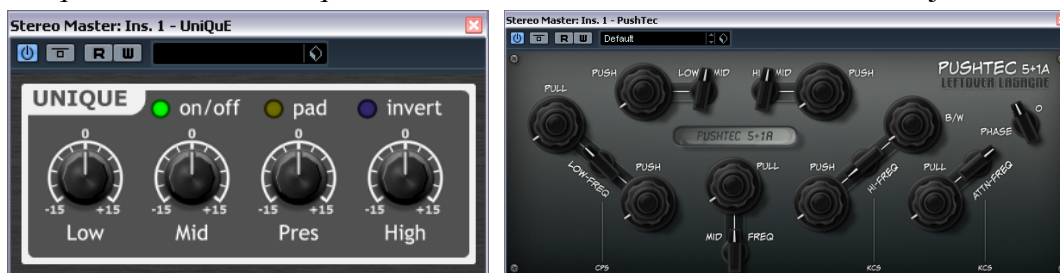 Stereo Master: Ins. 1 - UniQuE
R W
UNIQUE
on/off pad invert
0 0 0 0
-15 +15 -15 +15 -15 +15 -15 +15
Low Mid Pres High
Stereo Master: Ins. 1 - PushTec
R W Default
PUSH LOW MID HI MID PUSH
PUSHTEC 5+1A
LEFTOVER LASAGNE
PULL
B/W
O
PHASE
PUSHTEC 5+1A
LOW-FREQ PUSH PULL PUSH HI-FREQ PULL ATTN-FREQ
MID FREQ
CPS KCS KCS